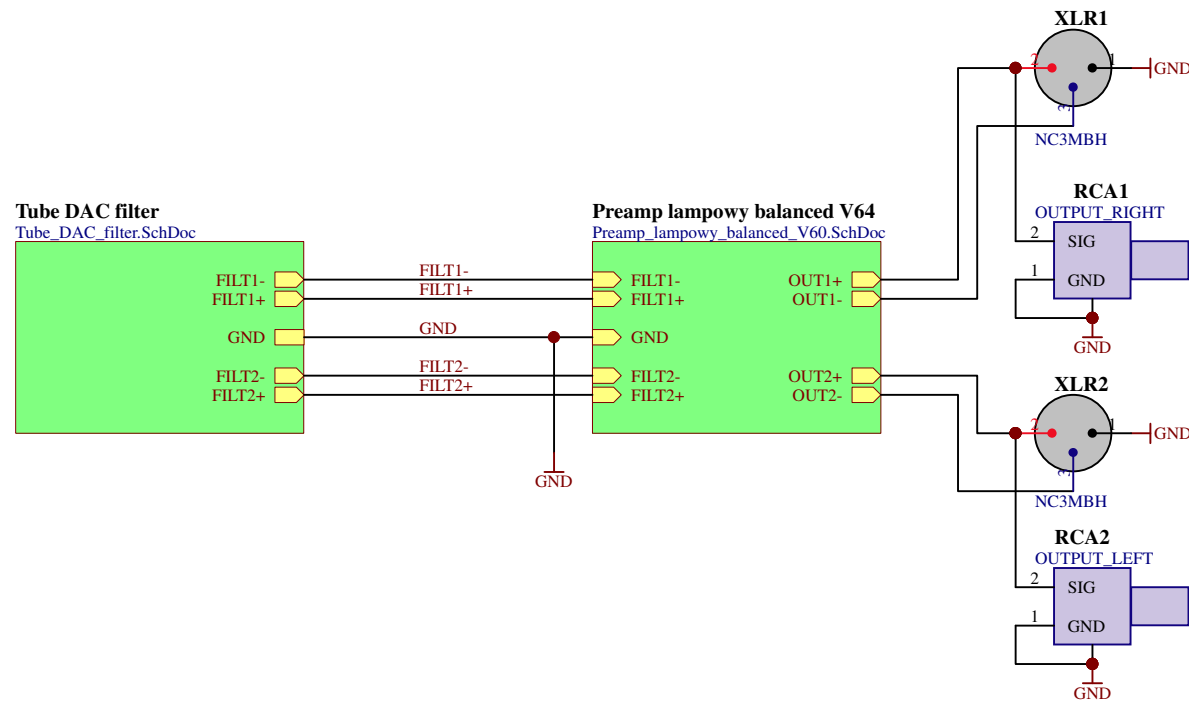 XLR1
2
1
GND
3
NC3MBH
RCA1
OUTPUT_RIGHT
2
SIG
1
GND
GND
Tube DAC filter
Tube_DAC_filter.SchDoc
FILT1-
FILT1+
GND
FILT2-
FILT2+
FILT1-
FILT1+
GND
FILT2-
FILT2+
GND
Preamp lampowy balanced V64
Preamp_lampowy_balanced_V60.SchDoc
FILT1-
FILT1+
GND
FILT2-
FILT2+
OUT1+
OUT1-
OUT2+
OUT2-
XLR2
2
1
GND
3
NC3MBH
RCA2
OUTPUT_LEFT
2
SIG
1
GND
GND